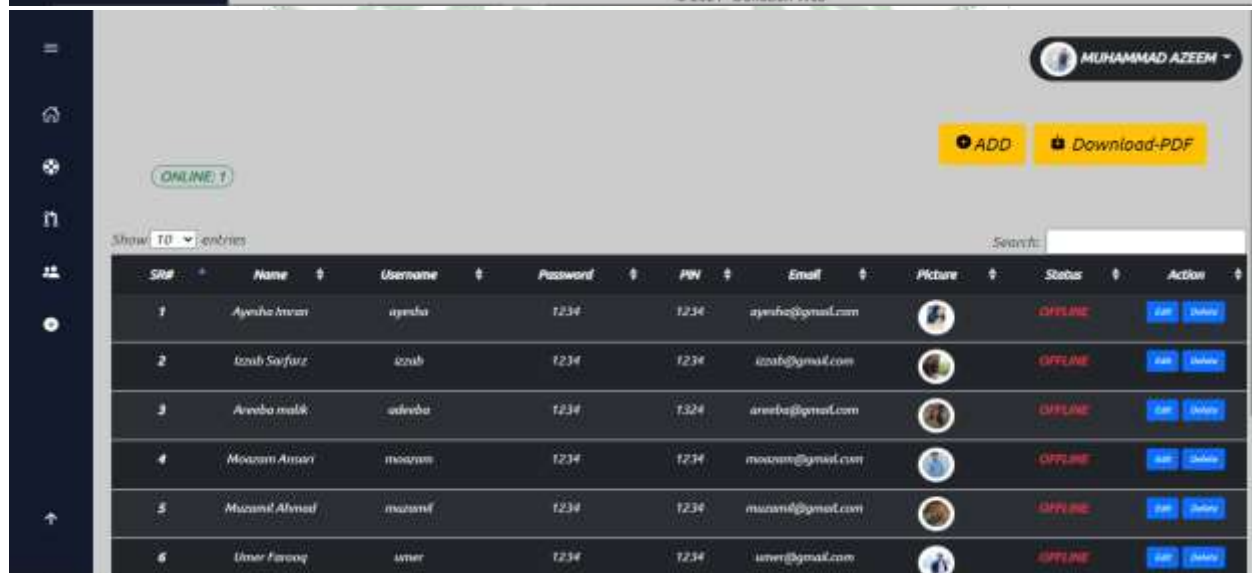 MUHAMMAD AZEEM
ADD Download-PDF
ONLINE: 1
Show 10 entries Search:
SR# Name Username Password PIN Email Picture Status Action
1 Ayesha Imran ayesha 1234 1234 ayesha@gmail.com OFFLINE Edit Delete
2 Izzah Sarfarz izzah 1234 1234 izzah@gmail.com OFFLINE Edit Delete
3 Areeba malik adeeba 1234 1324 areeba@gmail.com OFFLINE Edit Delete
4 Moazam Ansari moazam 1234 1234 moazam@gmial.com OFFLINE Edit Delete
5 Muzamil Ahmad muzamil 1234 1234 muzamil@gmail.com OFFLINE Edit Delete
6 Umer Farooq umer 1234 1234 umer@gmail.com OFFLINE Edit Delete